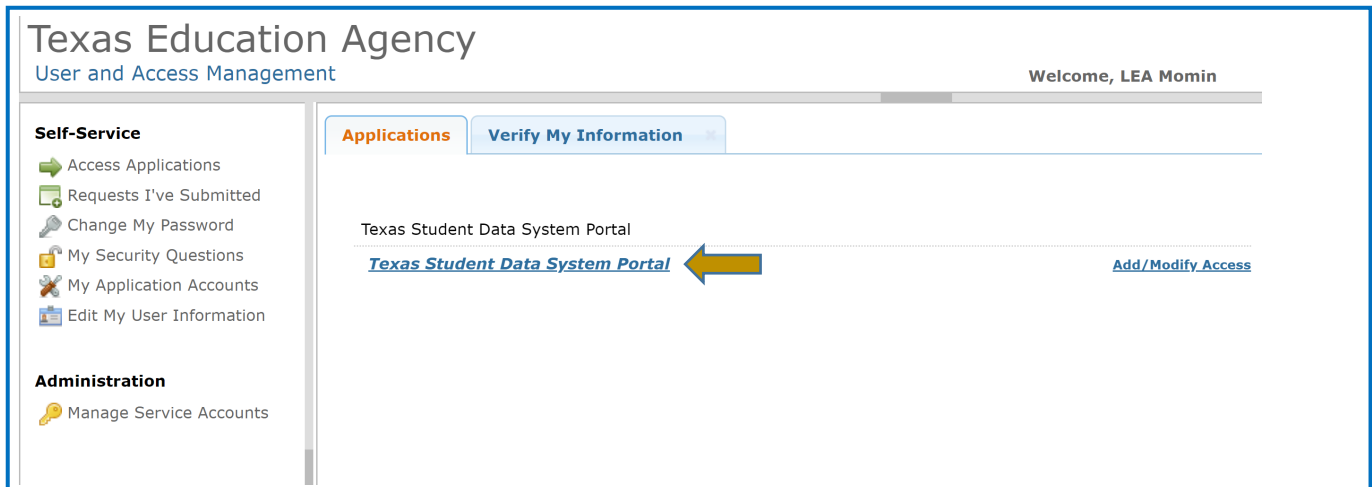 Texas Education Agency
User and Access Management
Welcome, LEA Momin
Self-Service
Access Applications
Requests I've Submitted
Change My Password
My Security Questions
My Application Accounts
Edit My User Information
Administration
Manage Service Accounts
Applications
Verify My Information
Texas Student Data System Portal
Texas Student Data System Portal
Add/Modify Access